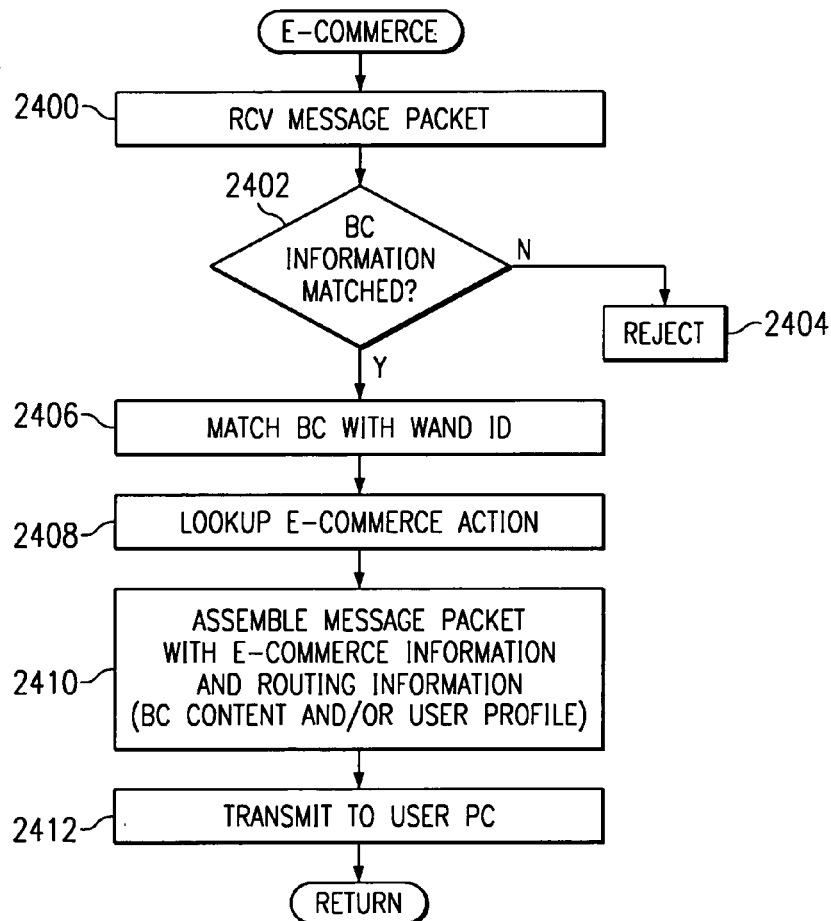 E-COMMERCE
2400
RCV MESSAGE PACKET
2402
BC
INFORMATION
MATCHED?
N
REJECT
2404
Y
2406
MATCH BC WITH WAND ID
2408
LOOKUP E-COMMERCE ACTION
2410
ASSEMBLE MESSAGE PACKET
WITH E-COMMERCE INFORMATION
AND ROUTING INFORMATION
(BC CONTENT AND/OR USER PROFILE)
2412
TRANSMIT TO USER PC
RETURN